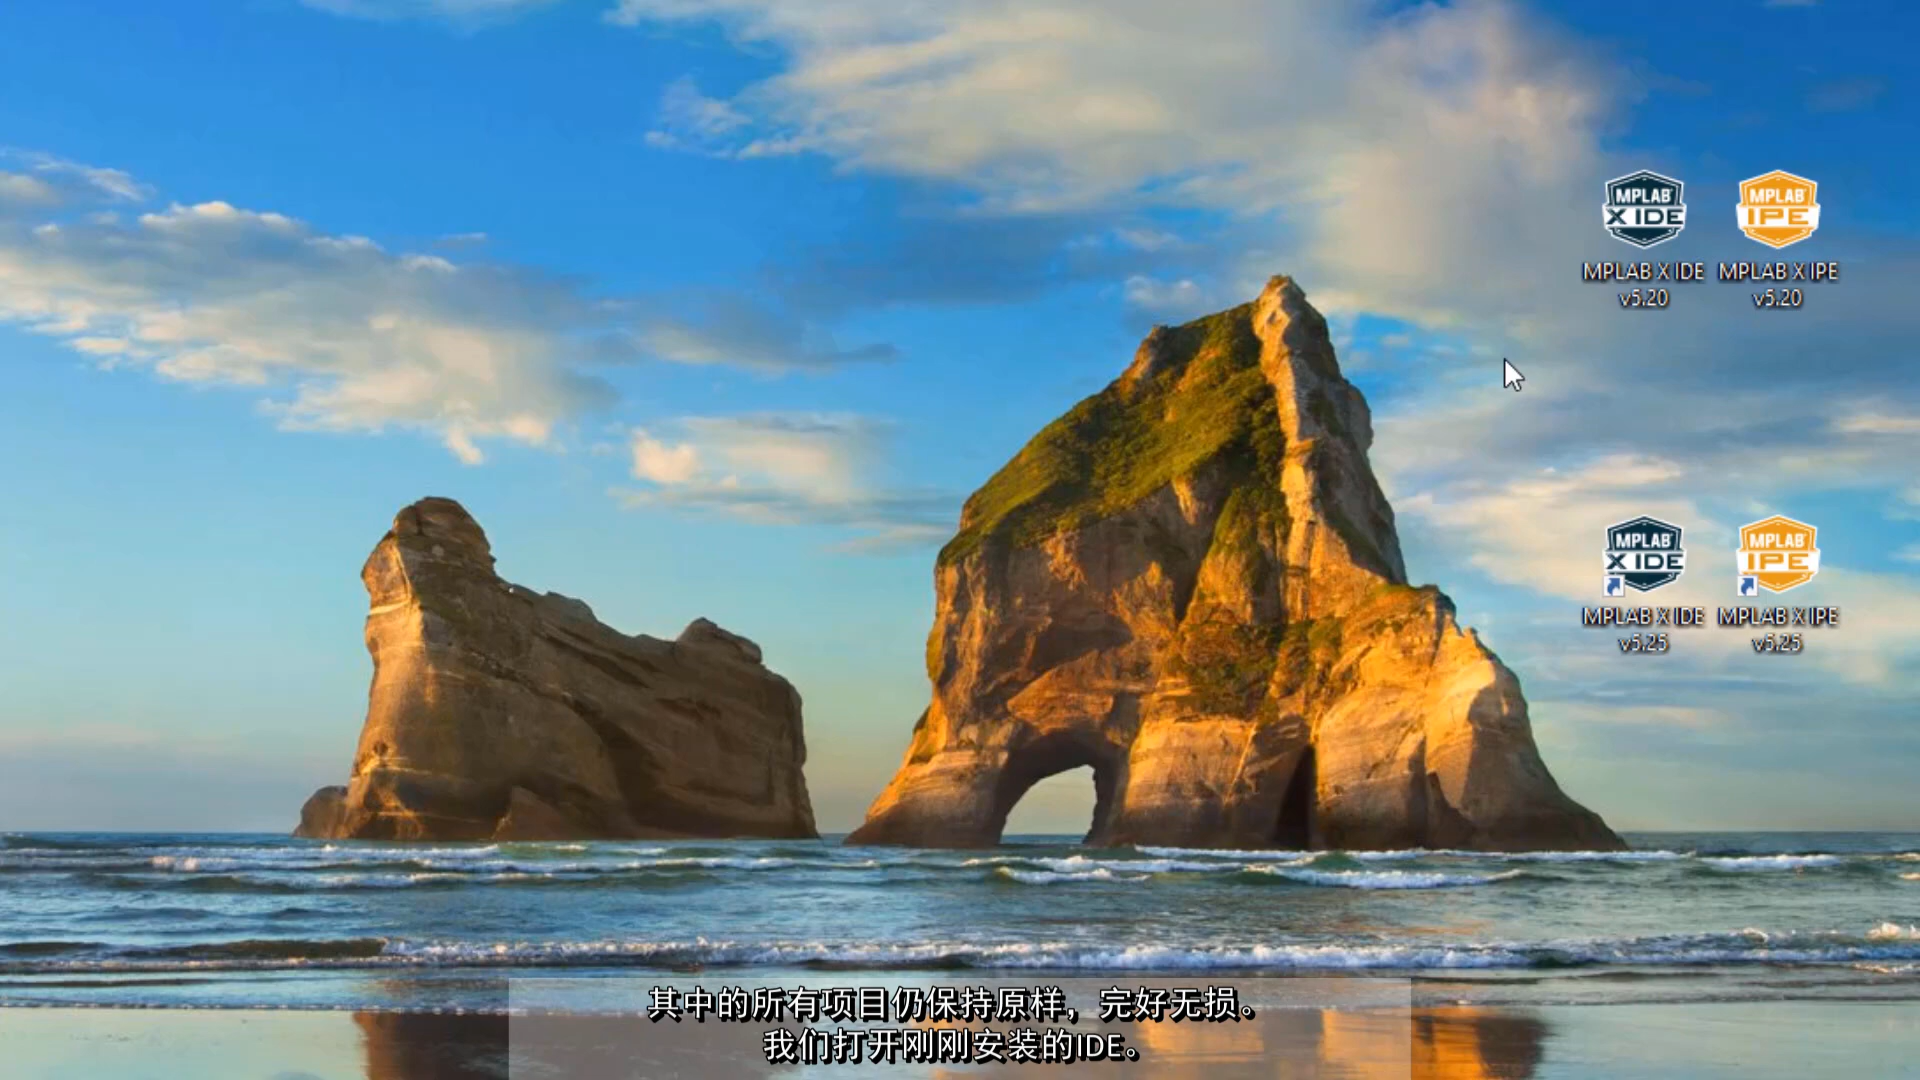 MPLAB
X IDE
MPLAB X IDE
v5.20
MPLAB
IPE
MPLAB X IPE
v5.20
MPLAB
X IDE
MPLAB X IDE
v5.25
MPLAB
IPE
MPLAB X IPE
v5.25
其中的所有项目仍保持原样，完好无损。
我们打开刚刚安装的IDE。